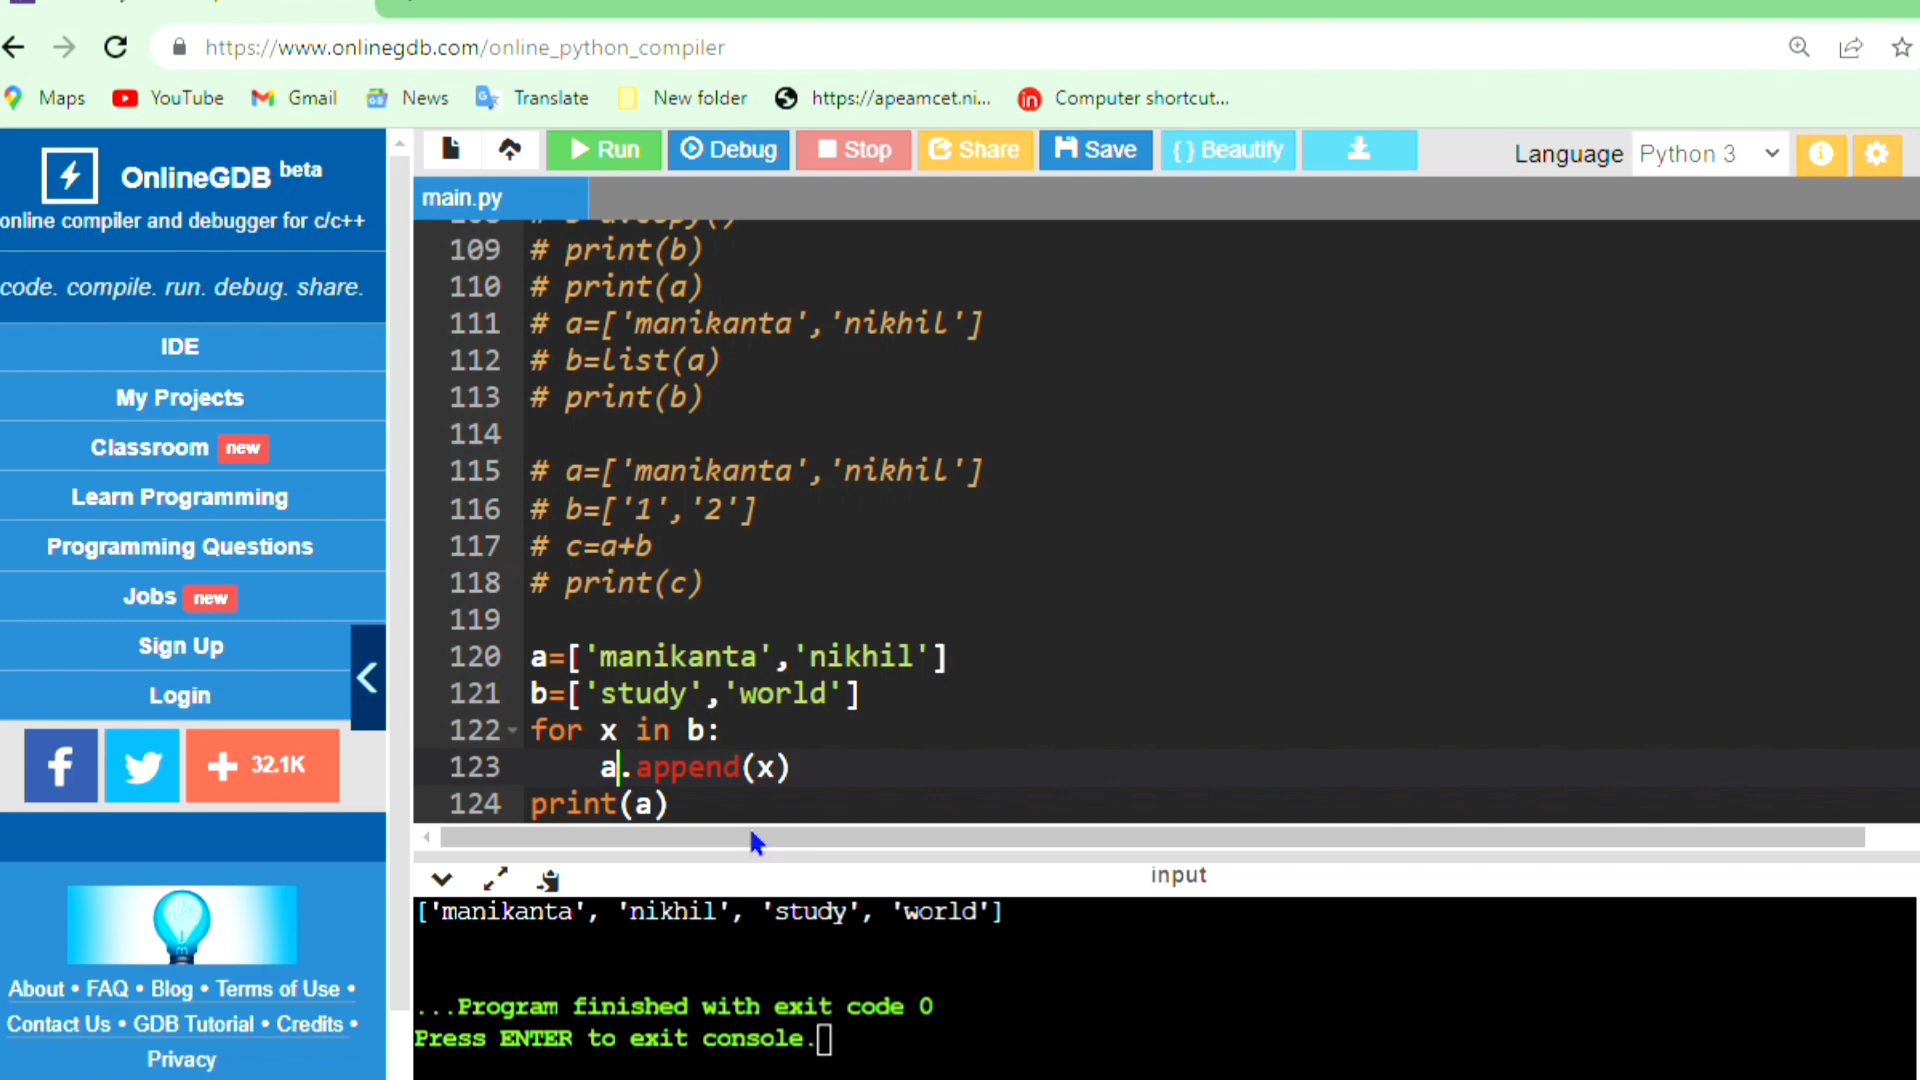 https://www.onlinegdb.com/online_python_compiler
Maps YouTube Gmail News Translate New folder https://apeamcet.ni... Computer shortcut...
OnlineGDB beta
online compiler and debugger for c/c++
code. compile. run. debug. share.
IDE
My Projects
Classroom new
Learn Programming
Programming Questions
Jobs new
Sign Up
Login
32.1K
About • FAQ • Blog • Terms of Use •
Contact Us • GDB Tutorial • Credits •
Privacy
Run Debug Stop Share Save { } Beautify
Language Python 3
main.py
109 # print(b)
110 # print(a)
111 # a=['manikanta','nikhil']
112 # b=list(a)
113 # print(b)
114
115 # a=['manikanta','nikhil']
116 # b=['1','2']
117 # c=a+b
118 # print(c)
119
120 a=['manikanta','nikhil']
121 b=['study','world']
122 for x in b:
123     a.append(x)
124 print(a)
input
['manikanta', 'nikhil', 'study', 'world']
...Program finished with exit code 0
Press ENTER to exit console.